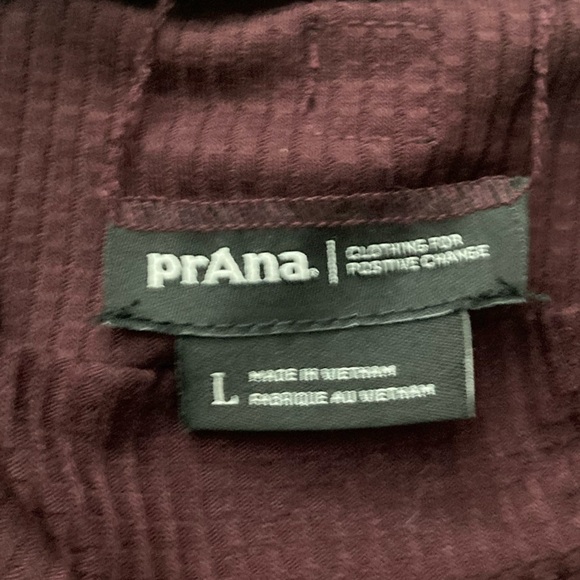 prAna. | CLOTHING FOR
POSITIVE CHANGE
L MADE IN VIETNAM
FABRIQUE AU VIETNAM